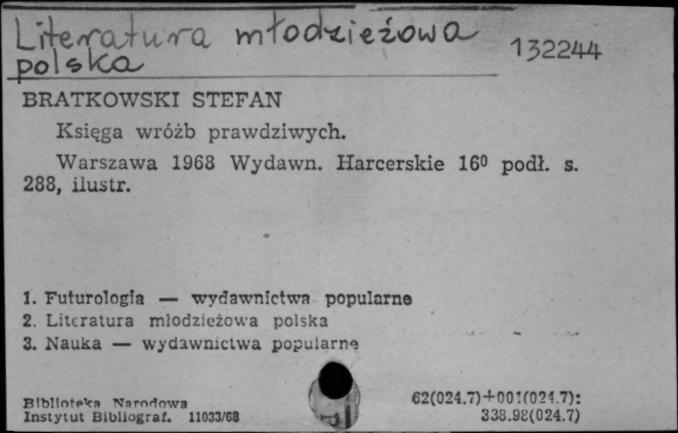 Literatura młodzieżowa 132244
polska
BRATKOWSKI STEFAN
Księga wróżb prawdziwych.
Warszawa 1968 Wydawn. Harcerskie 16⁰ podł. s.
288, ilustr.
1. Futurologia — wydawnictwa popularne
2. Literatura młodzieżowa polska
3. Nauka — wydawnictwa popularne
Biblioteka Narodowa 62(024.7)+001(024.7):
Instytut Bibliograf. 11033/68 338.98(024.7)